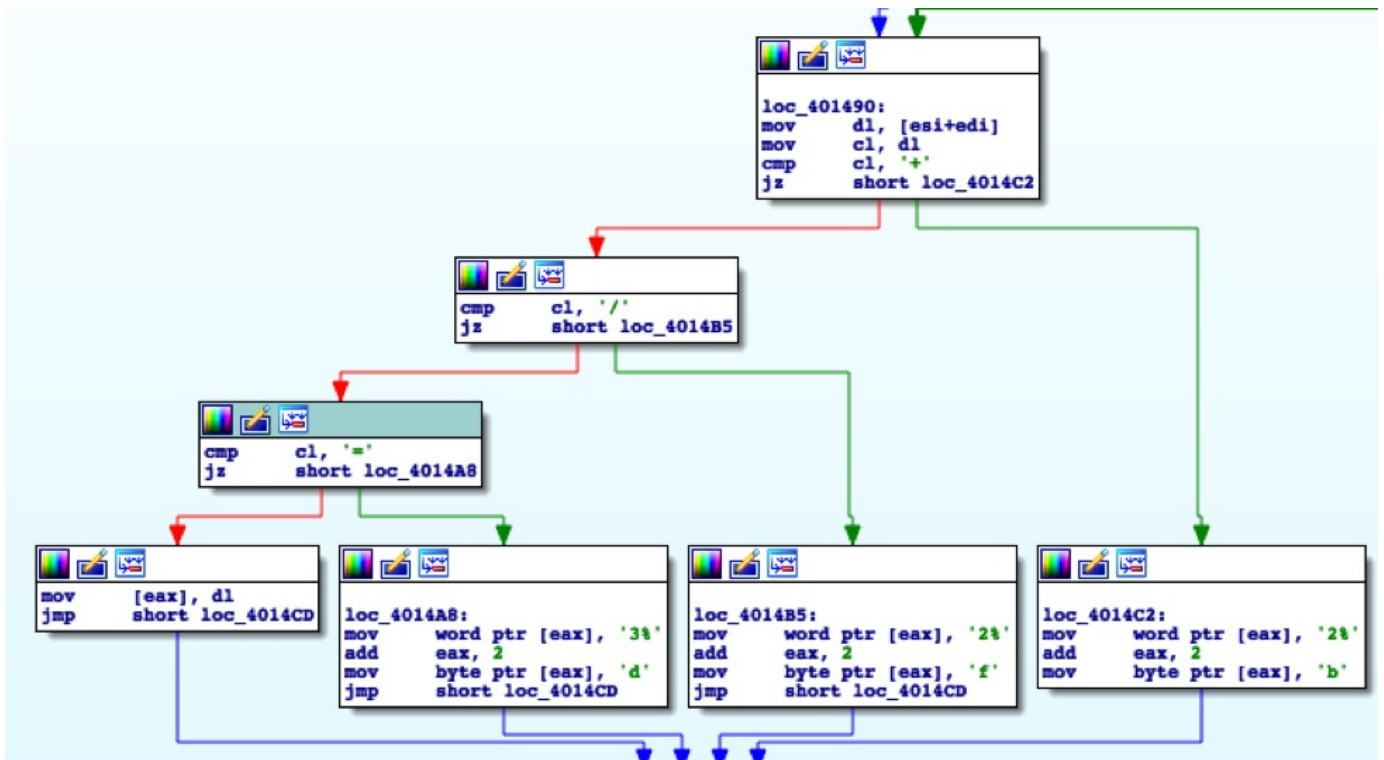 loc_401490:
mov dl, [esi+edi]
mov cl, dl
cmp cl, '+'
jz short loc_4014C2
cmp cl, '/'
jz short loc_4014B5
cmp cl, '='
jz short loc_4014A8
mov [eax], dl
jmp short loc_4014CD
loc_4014A8:
mov word ptr [eax], '3%'
add eax, 2
mov byte ptr [eax], 'd'
jmp short loc_4014CD
loc_4014B5:
mov word ptr [eax], '2%'
add eax, 2
mov byte ptr [eax], 'f'
jmp short loc_4014CD
loc_4014C2:
mov word ptr [eax], '2%'
add eax, 2
mov byte ptr [eax], 'b'